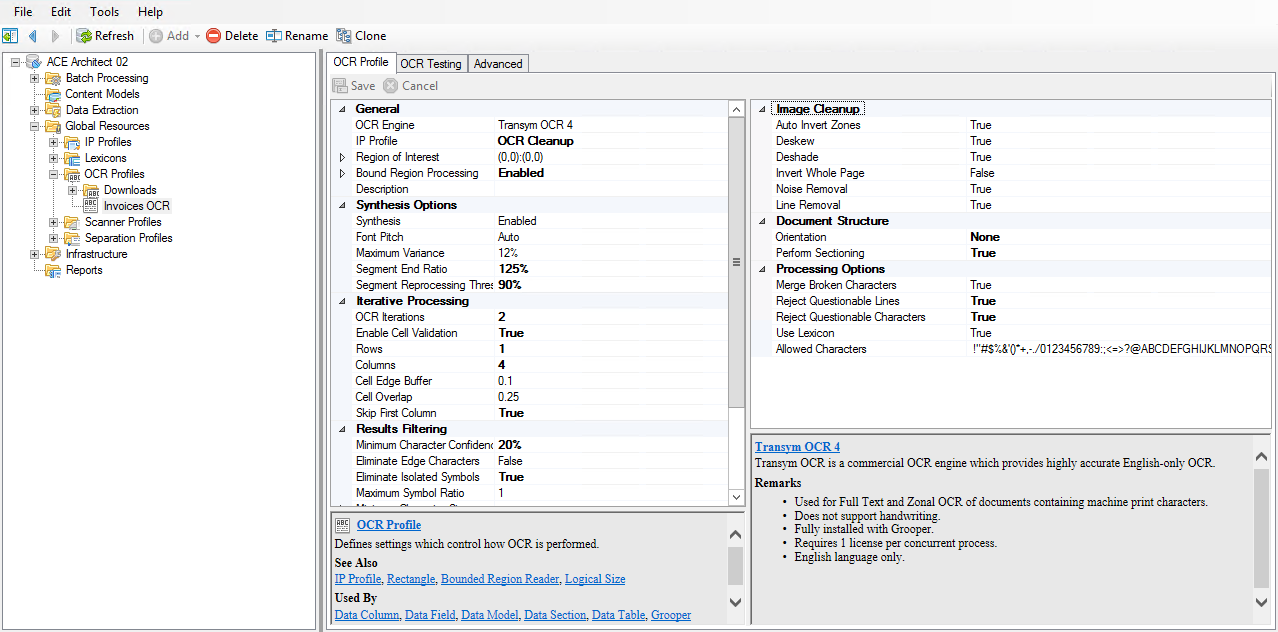 File Edit Tools Help
Refresh Add Delete Rename Clone
ACE Architect 02
Batch Processing
Content Models
Data Extraction
Global Resources
IP Profiles
Lexicons
OCR Profiles
Downloads
Invoices OCR
Scanner Profiles
Separation Profiles
Infrastructure
Reports
OCR Profile OCR Testing Advanced
Save Cancel
General
OCR Engine Transym OCR 4
IP Profile OCR Cleanup
Region of Interest (0,0):(0,0)
Bound Region Processing Enabled
Description
Synthesis Options
Synthesis Enabled
Font Pitch Auto
Maximum Variance 12%
Segment End Ratio 125%
Segment Reprocessing Thres 90%
Iterative Processing
OCR Iterations 2
Enable Cell Validation True
Rows 1
Columns 4
Cell Edge Buffer 0.1
Cell Overlap 0.25
Skip First Column True
Results Filtering
Minimum Character Confidenc 20%
Eliminate Edge Characters False
Eliminate Isolated Symbols True
Maximum Symbol Ratio 1
OCR Profile
Defines settings which control how OCR is performed.
See Also
IP Profile, Rectangle, Bounded Region Reader, Logical Size
Used By
Data Column, Data Field, Data Model, Data Section, Data Table, Grooper
Image Cleanup
Auto Invert Zones True
Deskew True
Deshade True
Invert Whole Page False
Noise Removal True
Line Removal True
Document Structure
Orientation None
Perform Sectioning True
Processing Options
Merge Broken Characters True
Reject Questionable Lines True
Reject Questionable Characters True
Use Lexicon True
Allowed Characters !"#$%&'()*+,-./0123456789:;<=>?@ABCDEFGHIJKLMNOPQRS
Transym OCR 4
Transym OCR is a commercial OCR engine which provides highly accurate English-only OCR.
Remarks
• Used for Full Text and Zonal OCR of documents containing machine print characters.
• Does not support handwriting.
• Fully installed with Grooper.
• Requires 1 license per concurrent process.
• English language only.